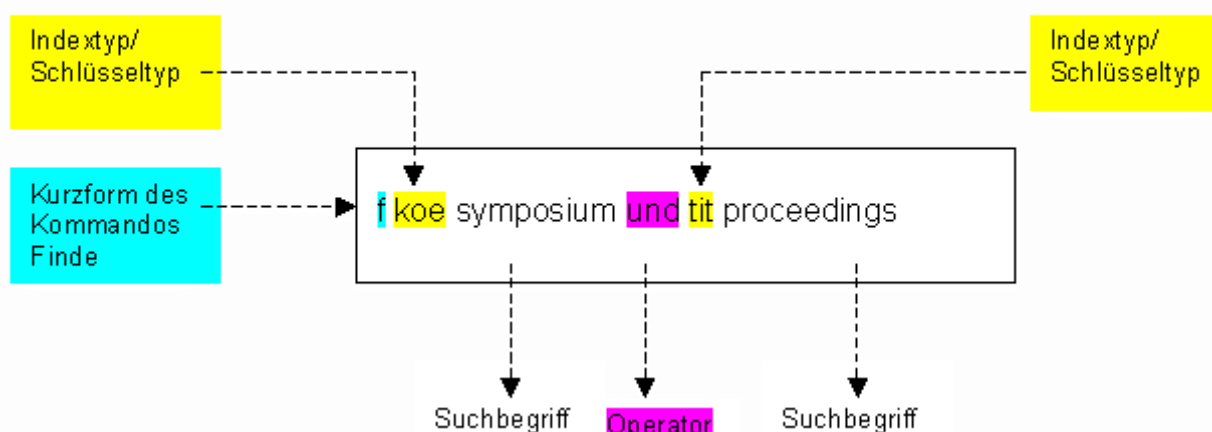 Indextyp/
Schlüsseltyp
Indextyp/
Schlüsseltyp
Kurzform des
Kommandos
Finde
f koe symposium und tit proceedings
Suchbegriff
Operator
Suchbegriff